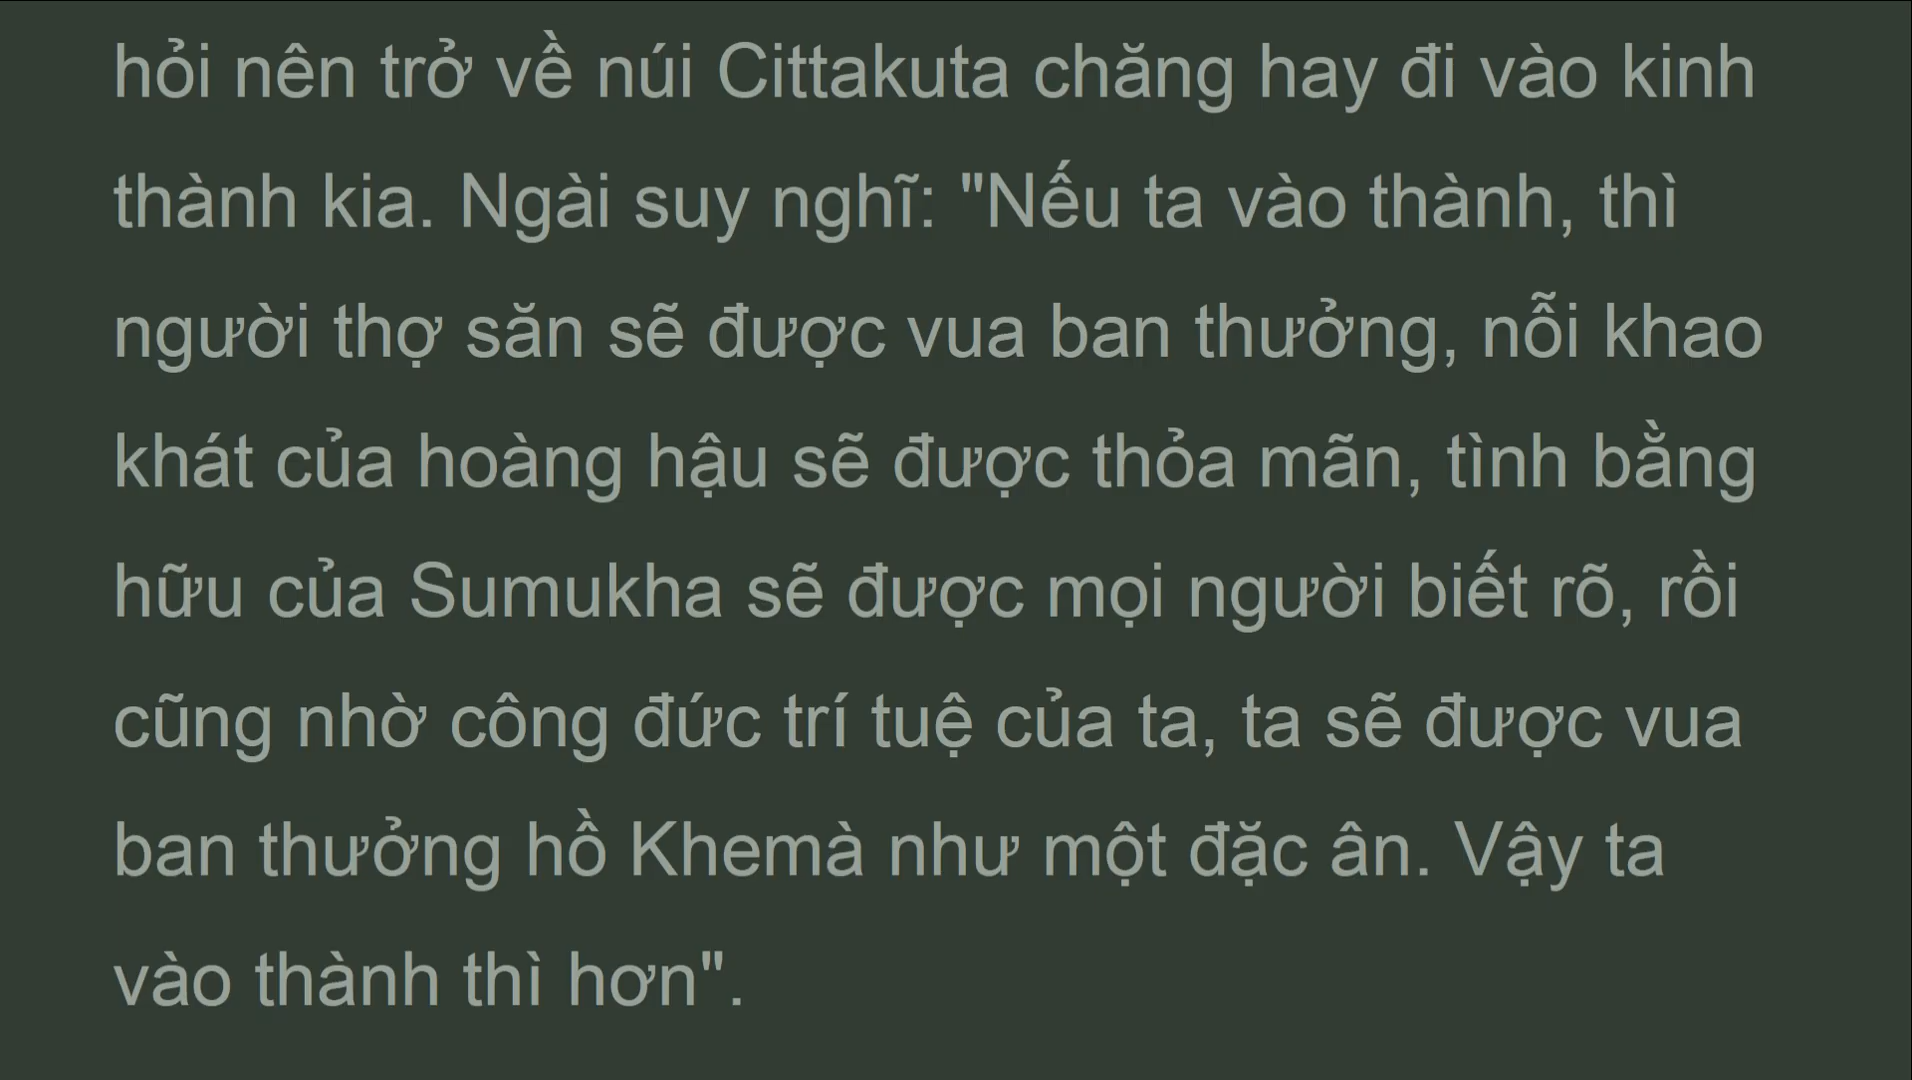 hỏi nên trở về núi Cittakuta chăng hay đi vào kinh
thành kia. Ngài suy nghĩ: "Nếu ta vào thành, thì
người thợ săn sẽ được vua ban thưởng, nỗi khao
khát của hoàng hậu sẽ được thỏa mãn, tình bằng
hữu của Sumukha sẽ được mọi người biết rõ, rồi
cũng nhờ công đức trí tuệ của ta, ta sẽ được vua
ban thưởng hồ Khemà như một đặc ân. Vậy ta
vào thành thì hơn".